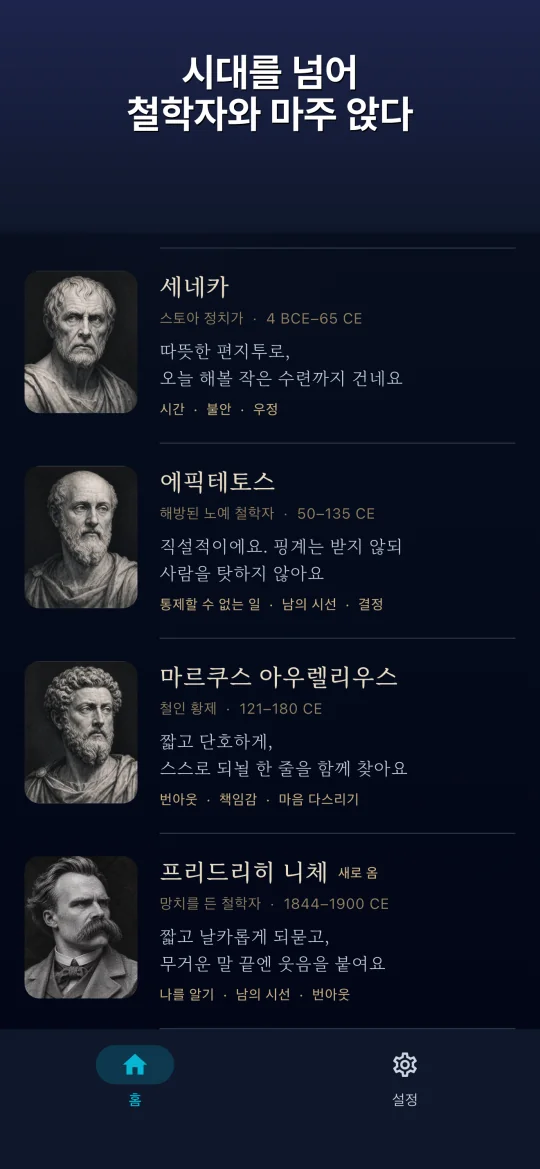 시대를 넘어
철학자와 마주 앉다
세네카
스토아 정치가 · 4 BCE–65 CE
따뜻한 편지투로,
오늘 해볼 작은 수련까지 건네요
시간 · 불안 · 우정
에픽테토스
해방된 노예 철학자 · 50–135 CE
직설적이에요. 핑계는 받지 않되
사람을 탓하지 않아요
통제할 수 없는 일 · 남의 시선 · 결정
마르쿠스 아우렐리우스
철인 황제 · 121–180 CE
짧고 단호하게,
스스로 되뇔 한 줄을 함께 찾아요
번아웃 · 책임감 · 마음 다스리기
프리드리히 니체 새로 옴
망치를 든 철학자 · 1844–1900 CE
짧고 날카롭게 되묻고,
무거운 말 끝엔 웃음을 붙여요
나를 알기 · 남의 시선 · 번아웃
홈 설정